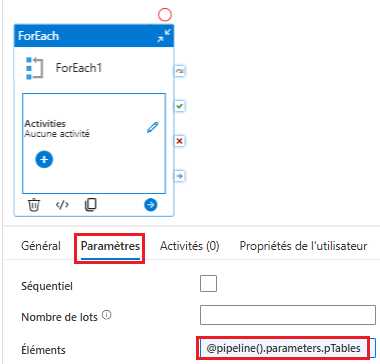 ForEach
ForEach1
Activities
Aucune activité
Général Paramètres Activités (0) Propriétés de l'utilisateur
Séquentiel
Nombre de lots
Éléments @pipeline().parameters.pTables